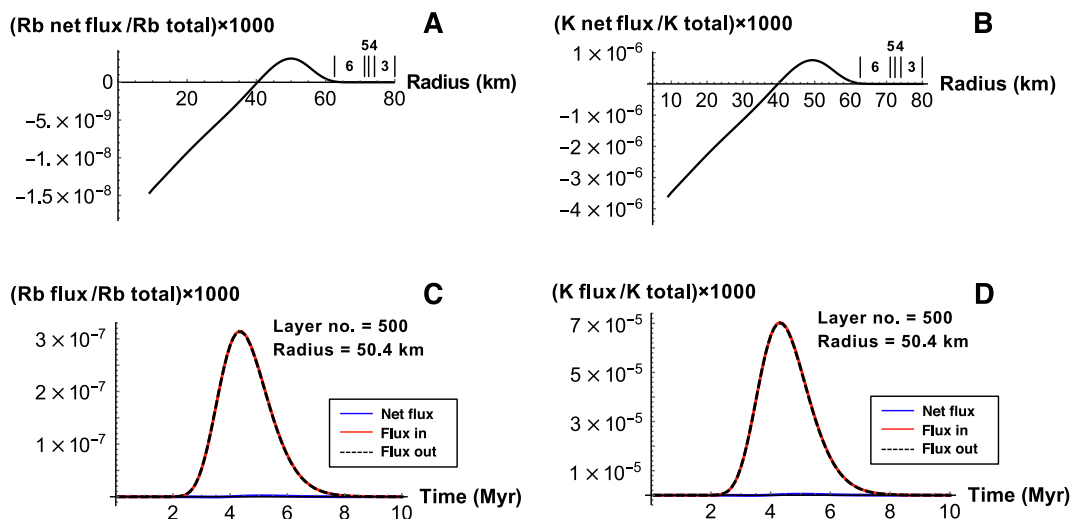 (Rb net flux /Rb total)×1000
A
54
6
3
Radius (km)
0
20
40
60
80
−5. × 10⁻⁹
−1. × 10⁻⁸
−1.5 × 10⁻⁸
(K net flux /K total)×1000
B
1 × 10⁻⁶
54
6
3
Radius (km)
10 20 30 40 50 60 70 80
−1 × 10⁻⁶
−2 × 10⁻⁶
−3 × 10⁻⁶
−4 × 10⁻⁶
(Rb flux /Rb total)×1000
C
3 × 10⁻⁷
2 × 10⁻⁷
1 × 10⁻⁷
Layer no. = 500
Radius = 50.4 km
Net flux
Flux in
Flux out
Time (Myr)
2 4 6 8 10
(K flux /K total)×1000
D
7 × 10⁻⁵
5 × 10⁻⁵
3 × 10⁻⁵
1 × 10⁻⁵
Layer no. = 500
Radius = 50.4 km
Net flux
Flux in
Flux out
Time (Myr)
2 4 6 8 10